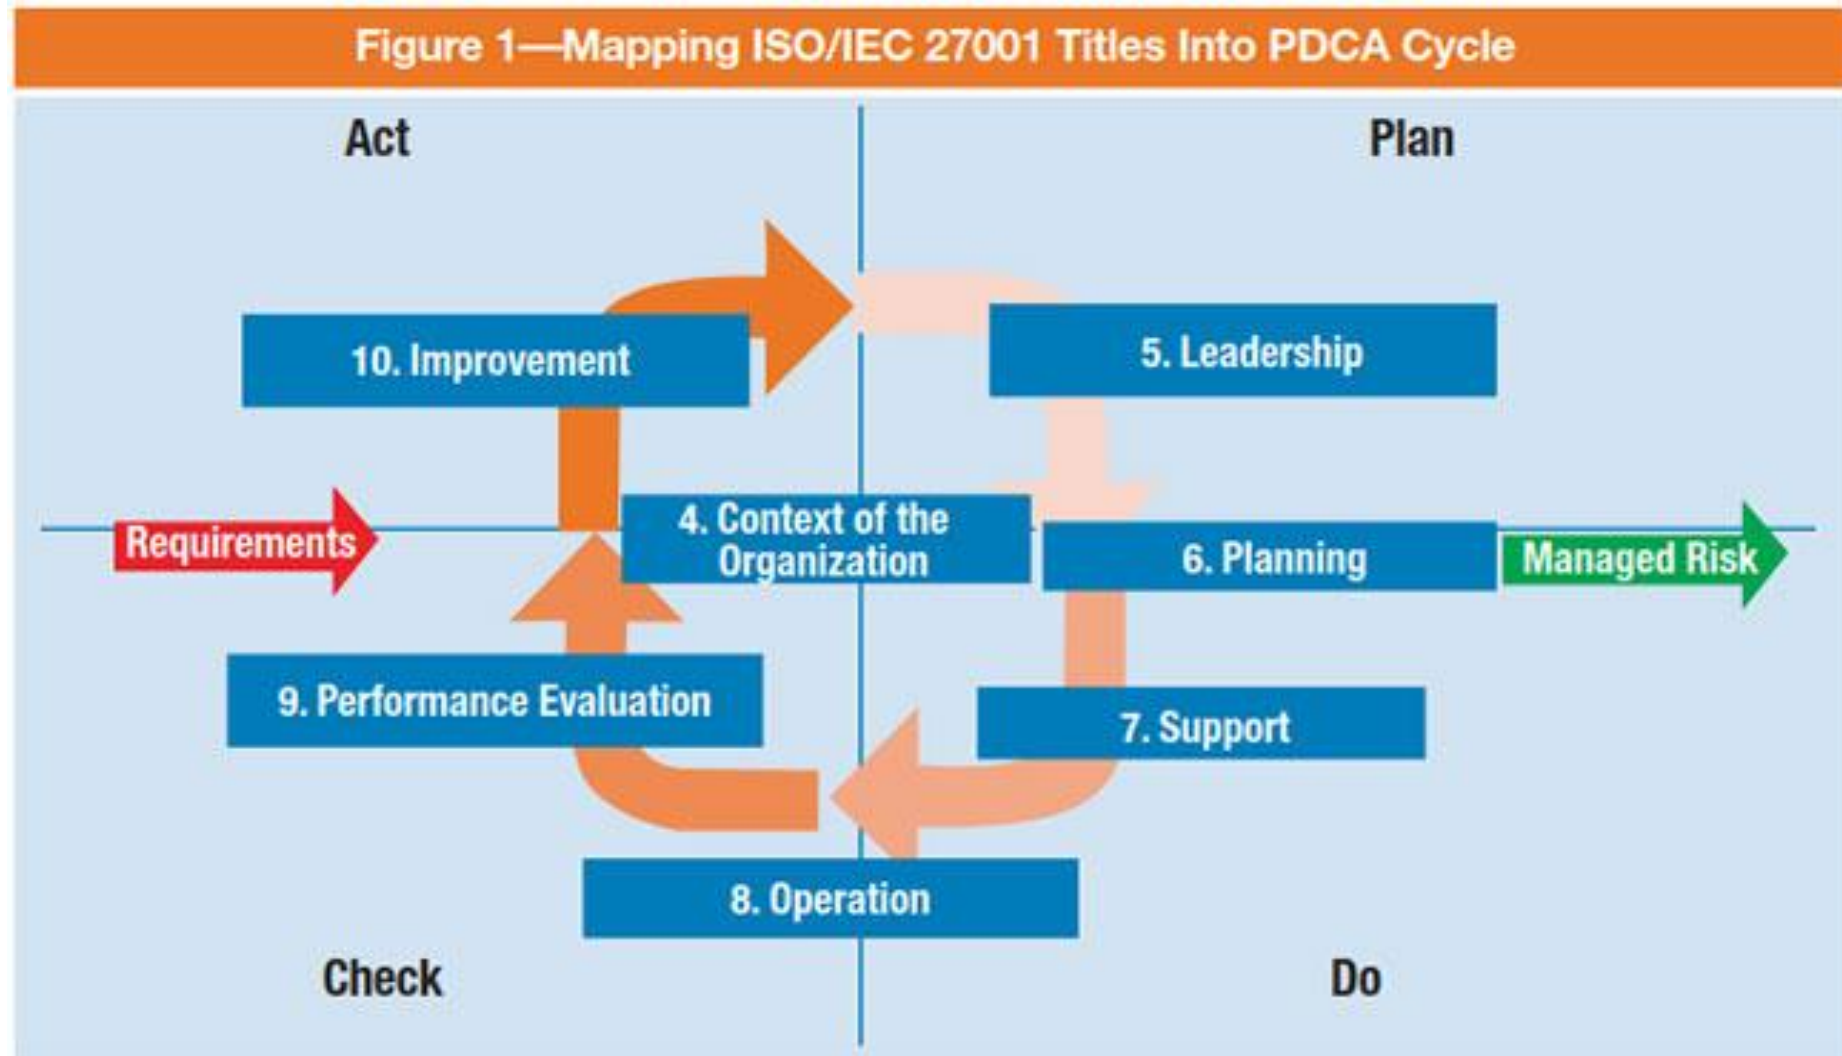 Figure 1—Mapping ISO/IEC 27001 Titles Into PDCA Cycle
Act
Plan
10. Improvement
5. Leadership
Requirements
4. Context of the
Organization
6. Planning
Managed Risk
9. Performance Evaluation
7. Support
8. Operation
Check
Do